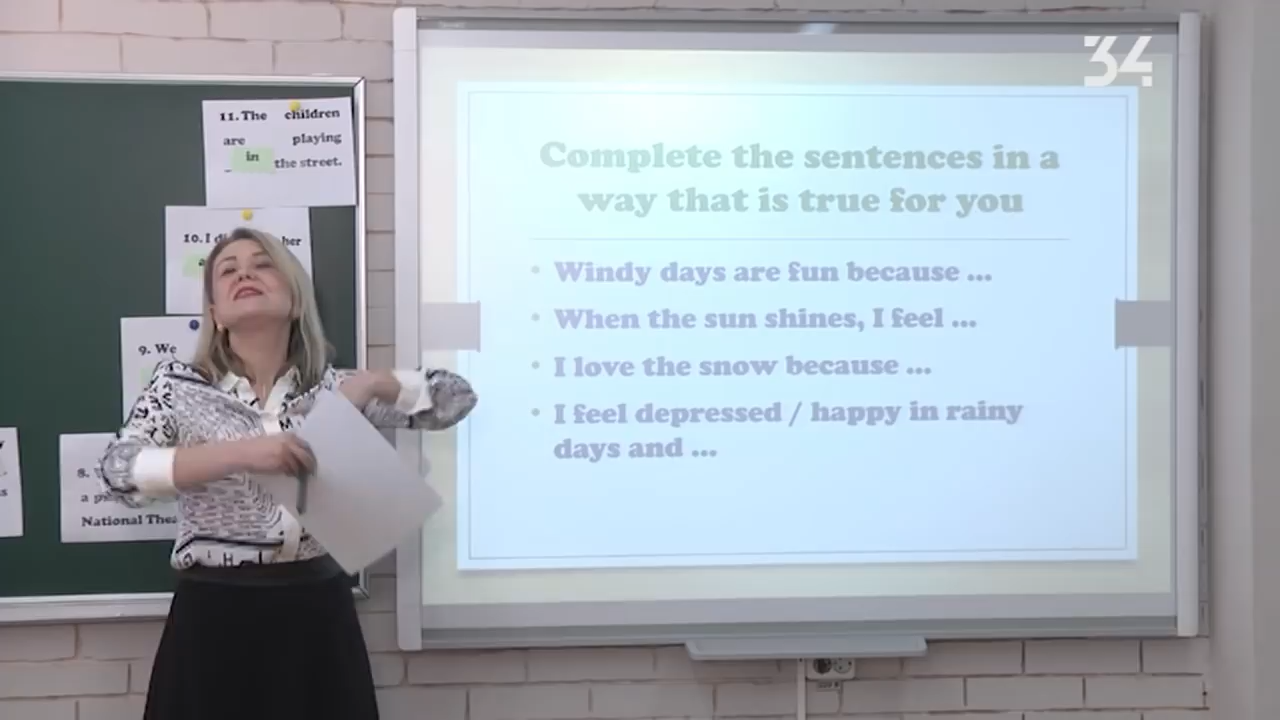 34
11. The children
are playing
in the street.
10. I
her
9. We
8.
National
Complete the sentences in a
way that is true for you
• Windy days are fun because ...
• When the sun shines, I feel ...
• I love the snow because ...
• I feel depressed / happy in rainy
days and ...